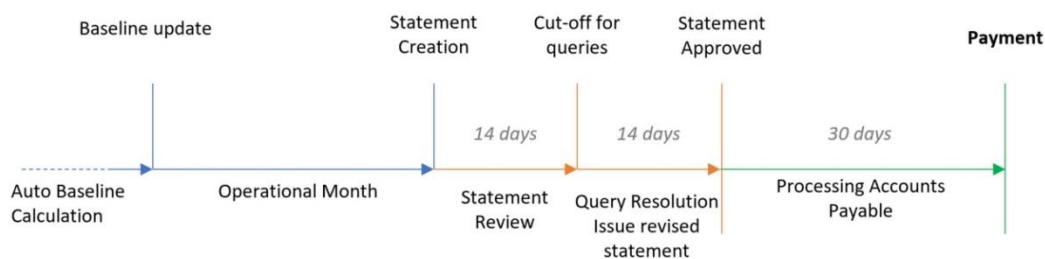 Baseline update
Statement
Creation
Cut-off for
queries
Statement
Approved
Payment
14 days
14 days
30 days
Auto Baseline
Calculation
Operational Month
Statement
Review
Query Resolution
Issue revised
statement
Processing Accounts
Payable